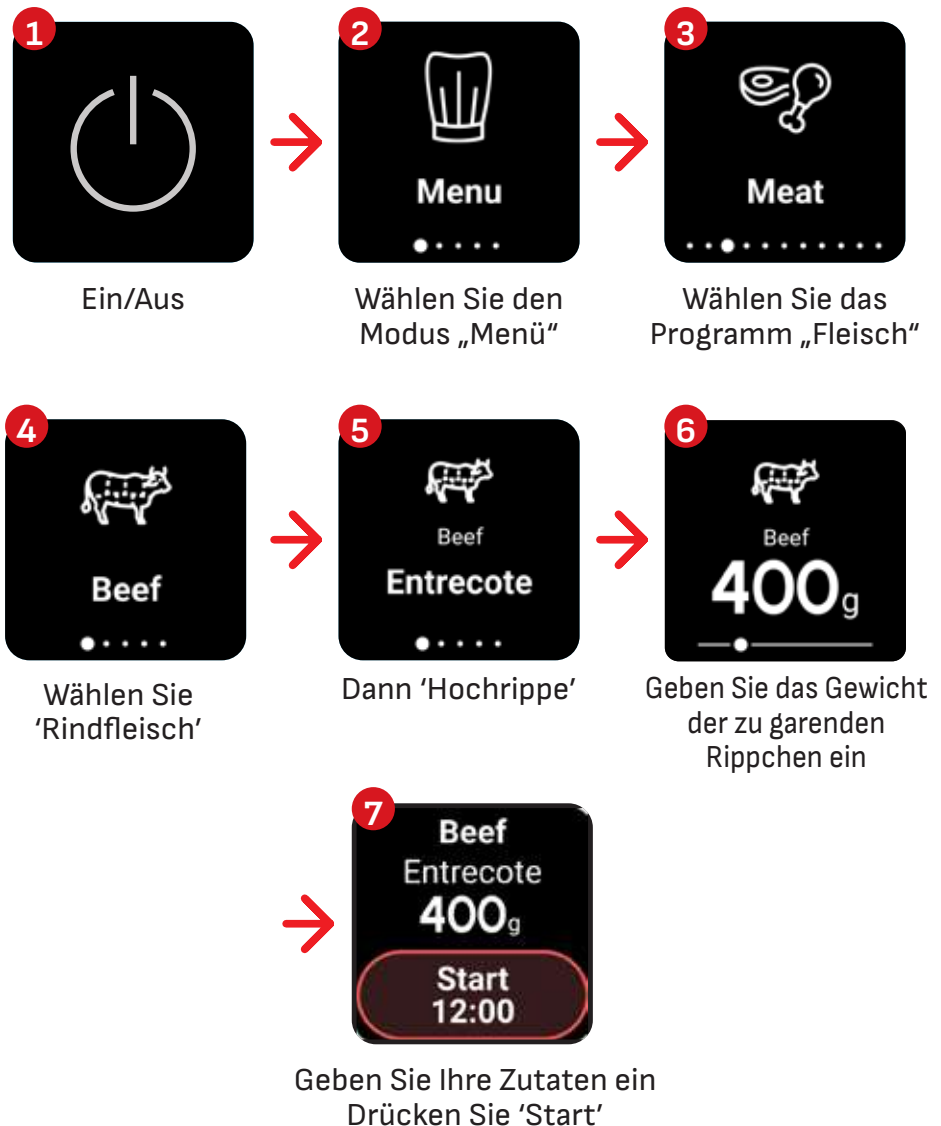 1
Ein/Aus
2
Menu
Wählen Sie den
Modus „Menü“
3
Meat
Wählen Sie das
Programm „Fleisch“
4
Beef
Wählen Sie
‘Rindfleisch’
5
Beef
Entrecote
Dann ‘Hochrippe’
6
Beef
400g
Geben Sie das Gewicht
der zu garenden
Rippchen ein
7
Beef
Entrecote
400g
Start
12:00
Geben Sie Ihre Zutaten ein
Drücken Sie ‘Start’